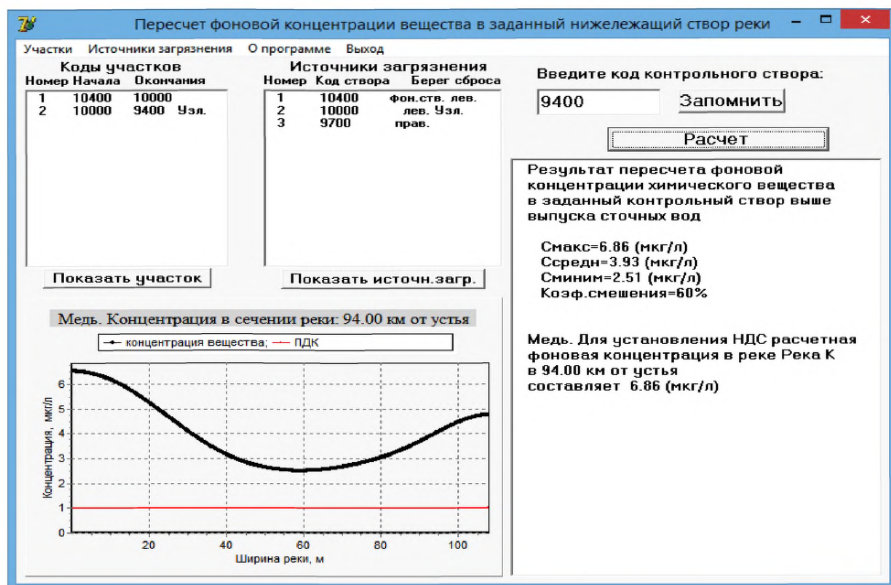 Пересчет фоновой концентрации вещества в заданный нижележащий створ реки
Участки Источники загрязнения О программе Выход
Коды участков
Номер Начала Окончания
1 10400 10000
2 10000 9400 Узл.
Показать участок
Источники загрязнения
Номер Код створа Берег сброса
1 10400 фон.ств. лев.
2 10000 лев. Узл.
3 9700 прав.
Показать источн.загр.
Введите код контрольного створа:
9400 Запомнить
Расчет
Результат пересчета фоновой
концентрации химического вещества
в заданный контрольный створ выше
выпуска сточных вод
Смакс=6.86 (мкг/л)
Ссредн=3.93 (мкг/л)
Сминим=2.51 (мкг/л)
Коэф.смешения=60%
Медь. Для установления НДС расчетная
фоновая концентрация в реке Река К
в 94.00 км от устья
составляет 6.86 (мкг/л)
Медь. Концентрация в сечении реки: 94.00 км от устья
концентрация вещества; ПДК
Концентрация, мкг/л
6
5
4
3
2
1
0
20 40 60 80 100
Ширина реки, м